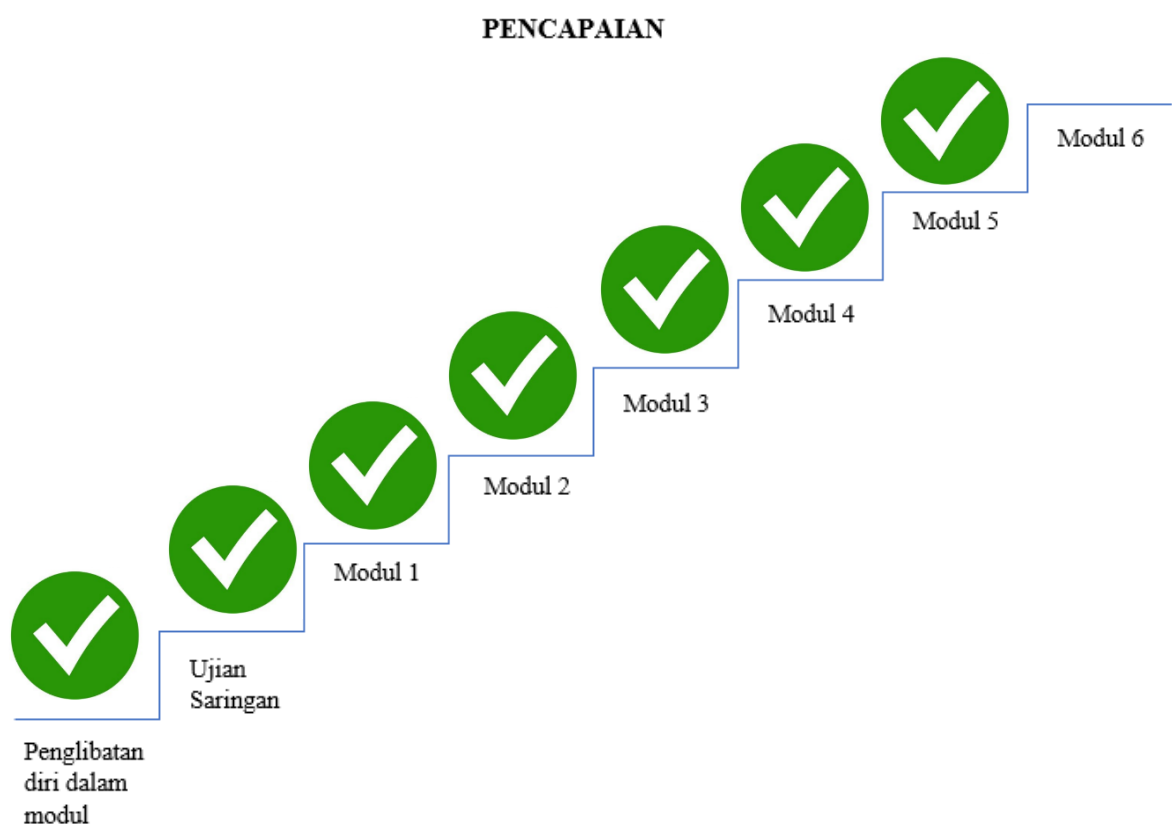 PENCAPAIAN
Modul 6
Modul 5
Modul 4
Modul 3
Modul 2
Modul 1
Ujian
Saringan
Penglibatan
diri dalam
modul